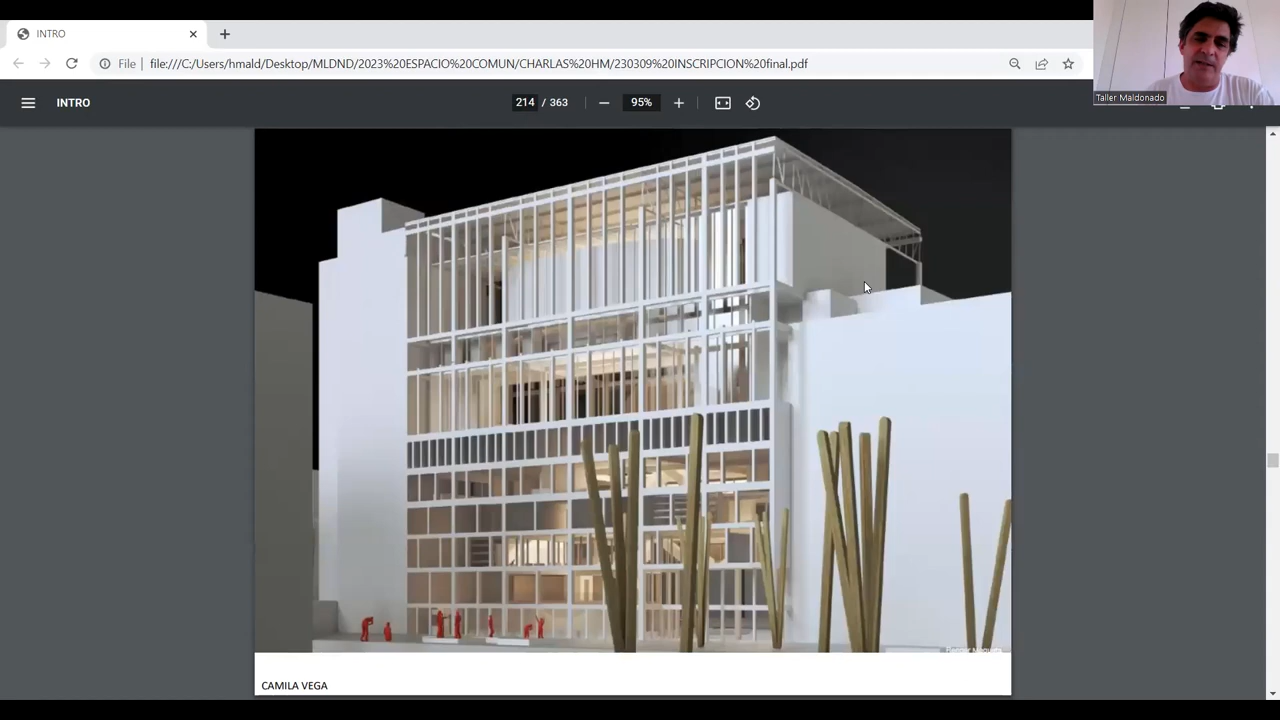 INTRO
File
file:///C:/Users/hmald/Desktop/MLDND/2023%20ESPACIO%20COMUN/CHARLAS%20HM/230309%20INSCRIPCION%20final.pdf
Taller Maldonado
INTRO
214 / 363
95%
CAMILA VEGA